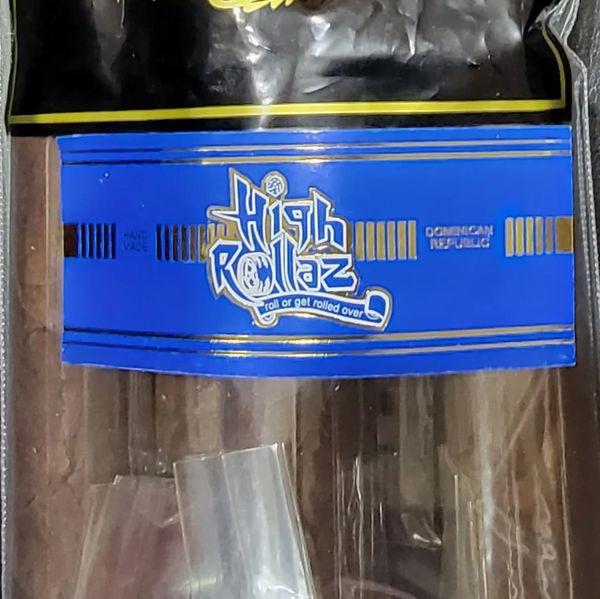 HAND
MADE
High
Rollaz
roll or get rolled over
DOMINICAN
REPUBLIC